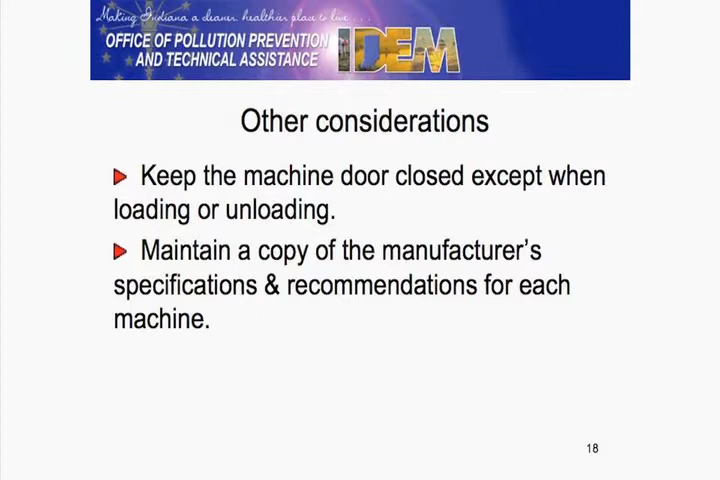 Making Indiana a cleaner, healthier place to live . . .
OFFICE OF POLLUTION PREVENTION
AND TECHNICAL ASSISTANCE
IDEM
Other considerations
Keep the machine door closed except when
loading or unloading.
Maintain a copy of the manufacturer’s
specifications & recommendations for each
machine.
18